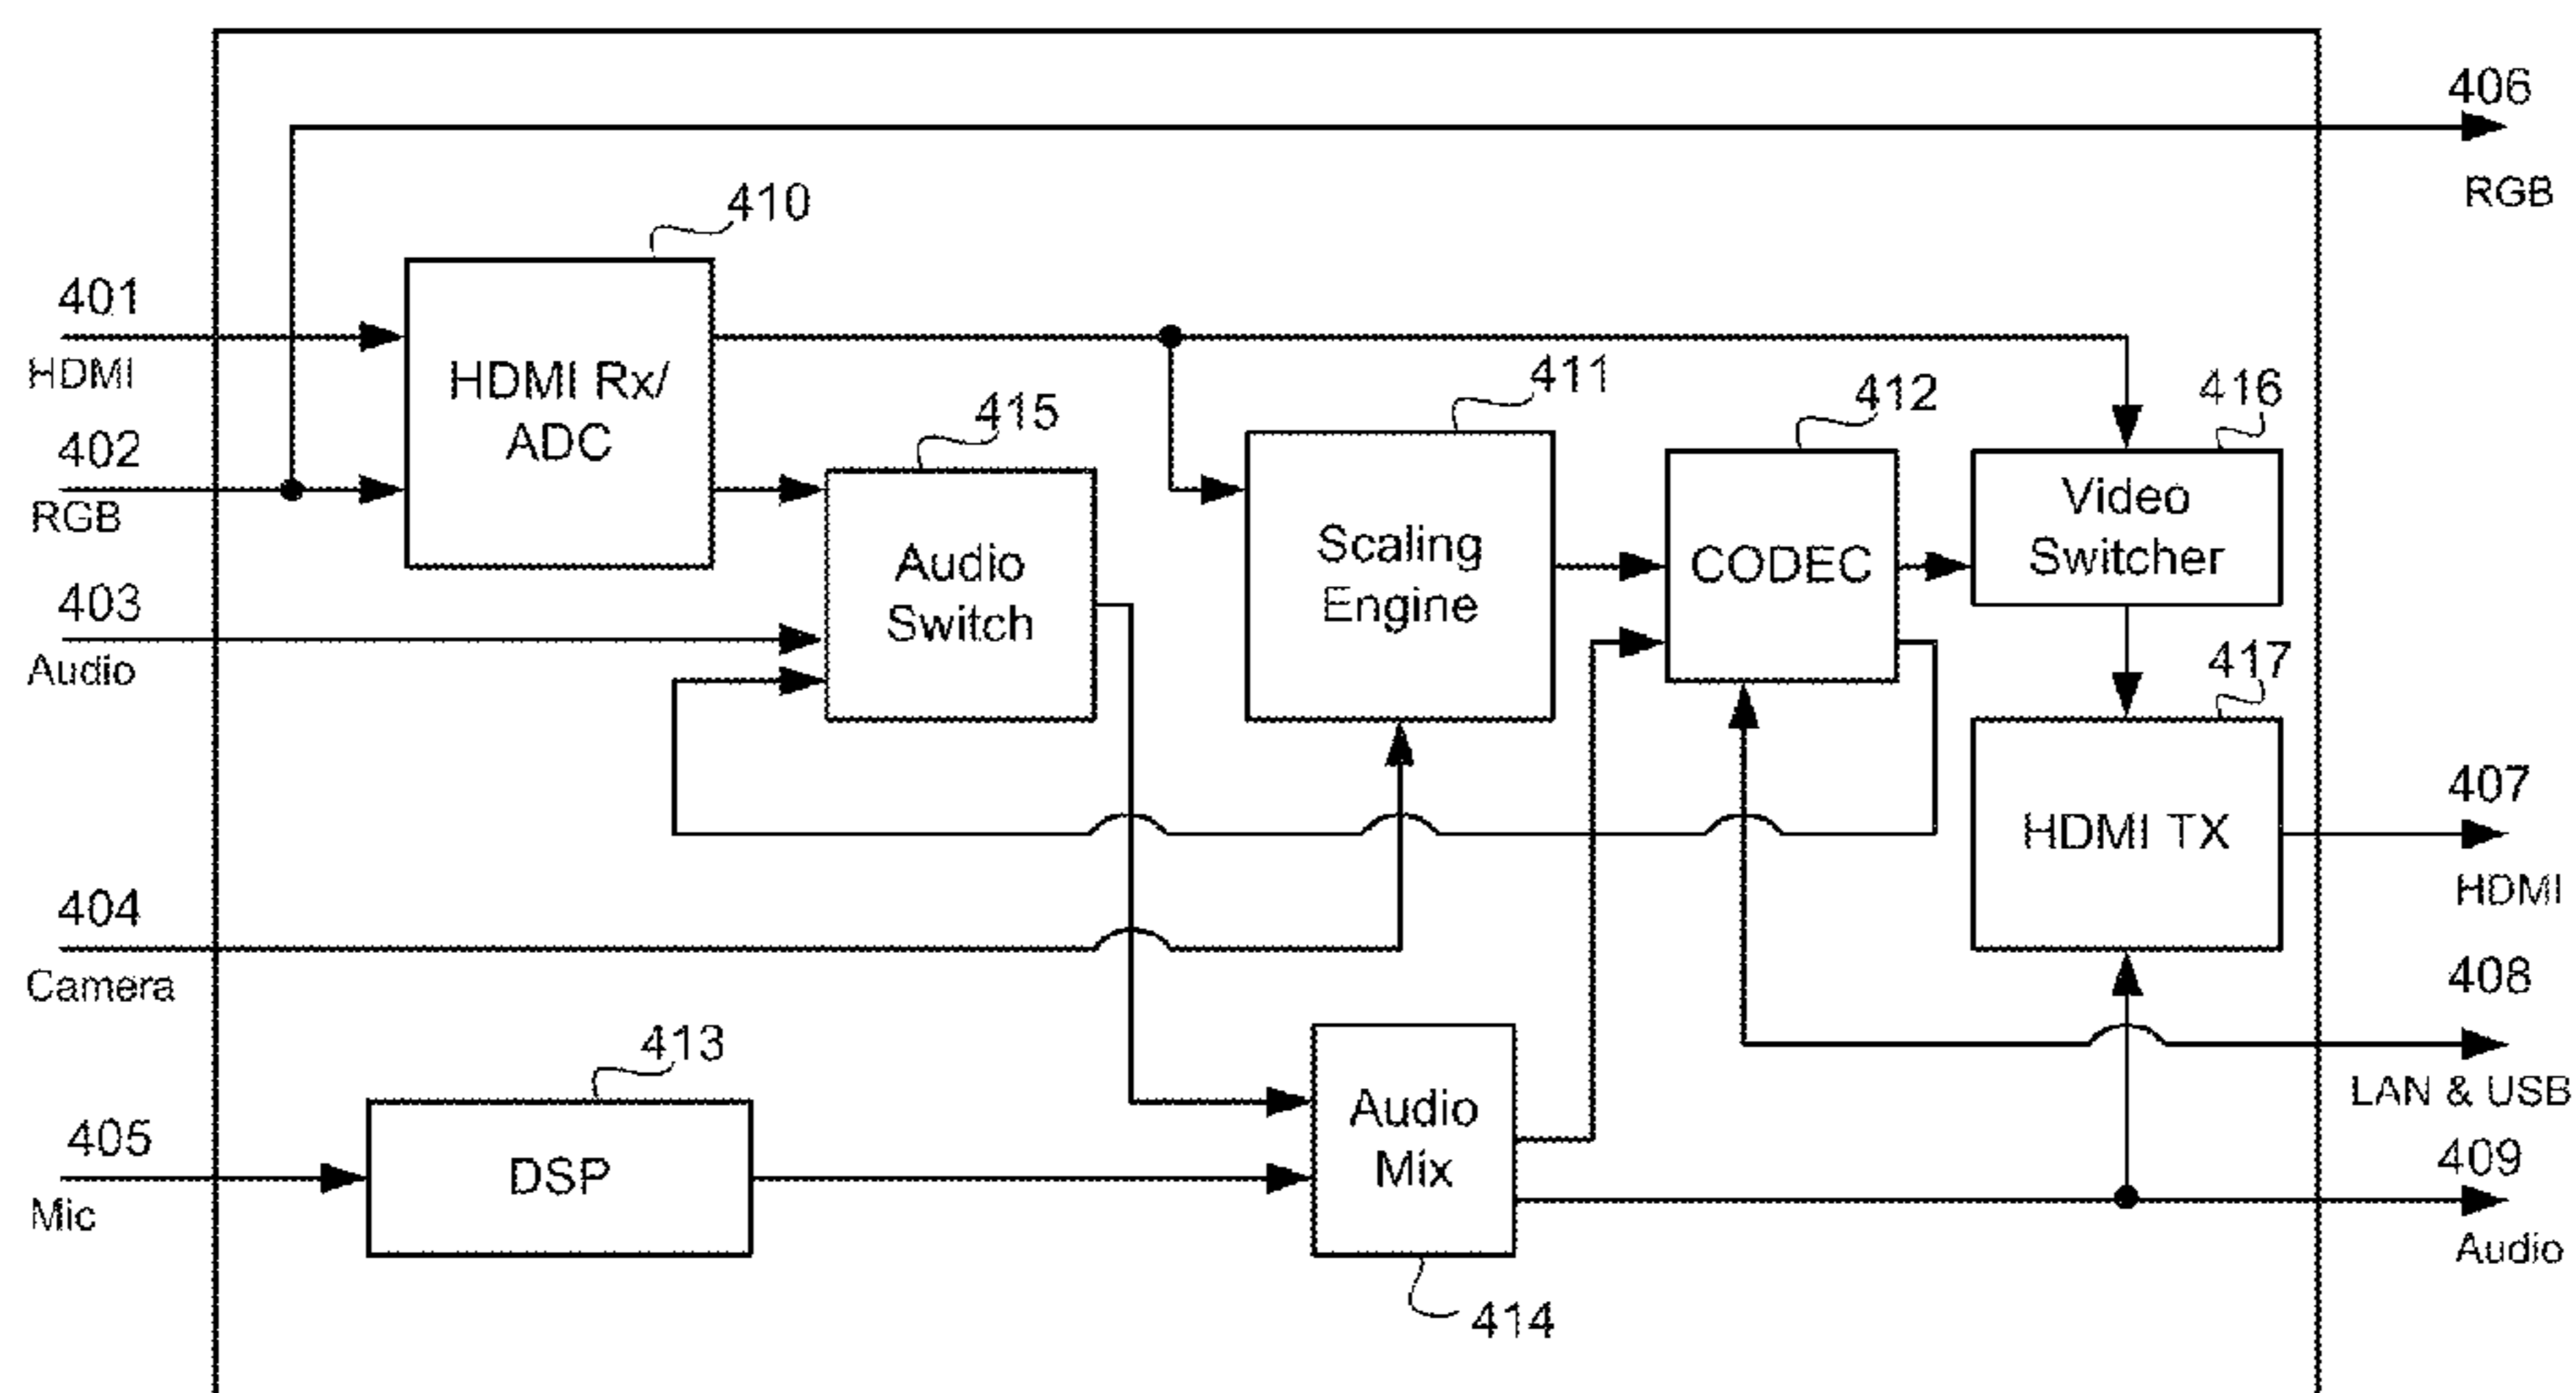 406
RGB
410
401
HDMI
HDMI Rx/
ADC
411
412
416
415
402
RGB
Video
Switcher
Scaling
Engine
CODEC
Audio
Switch
403
Audio
417
407
HDMI TX
HDMI
404
Camera
408
LAN & USB
413
405
Mic
DSP
Audio
Mix
409
Audio
414